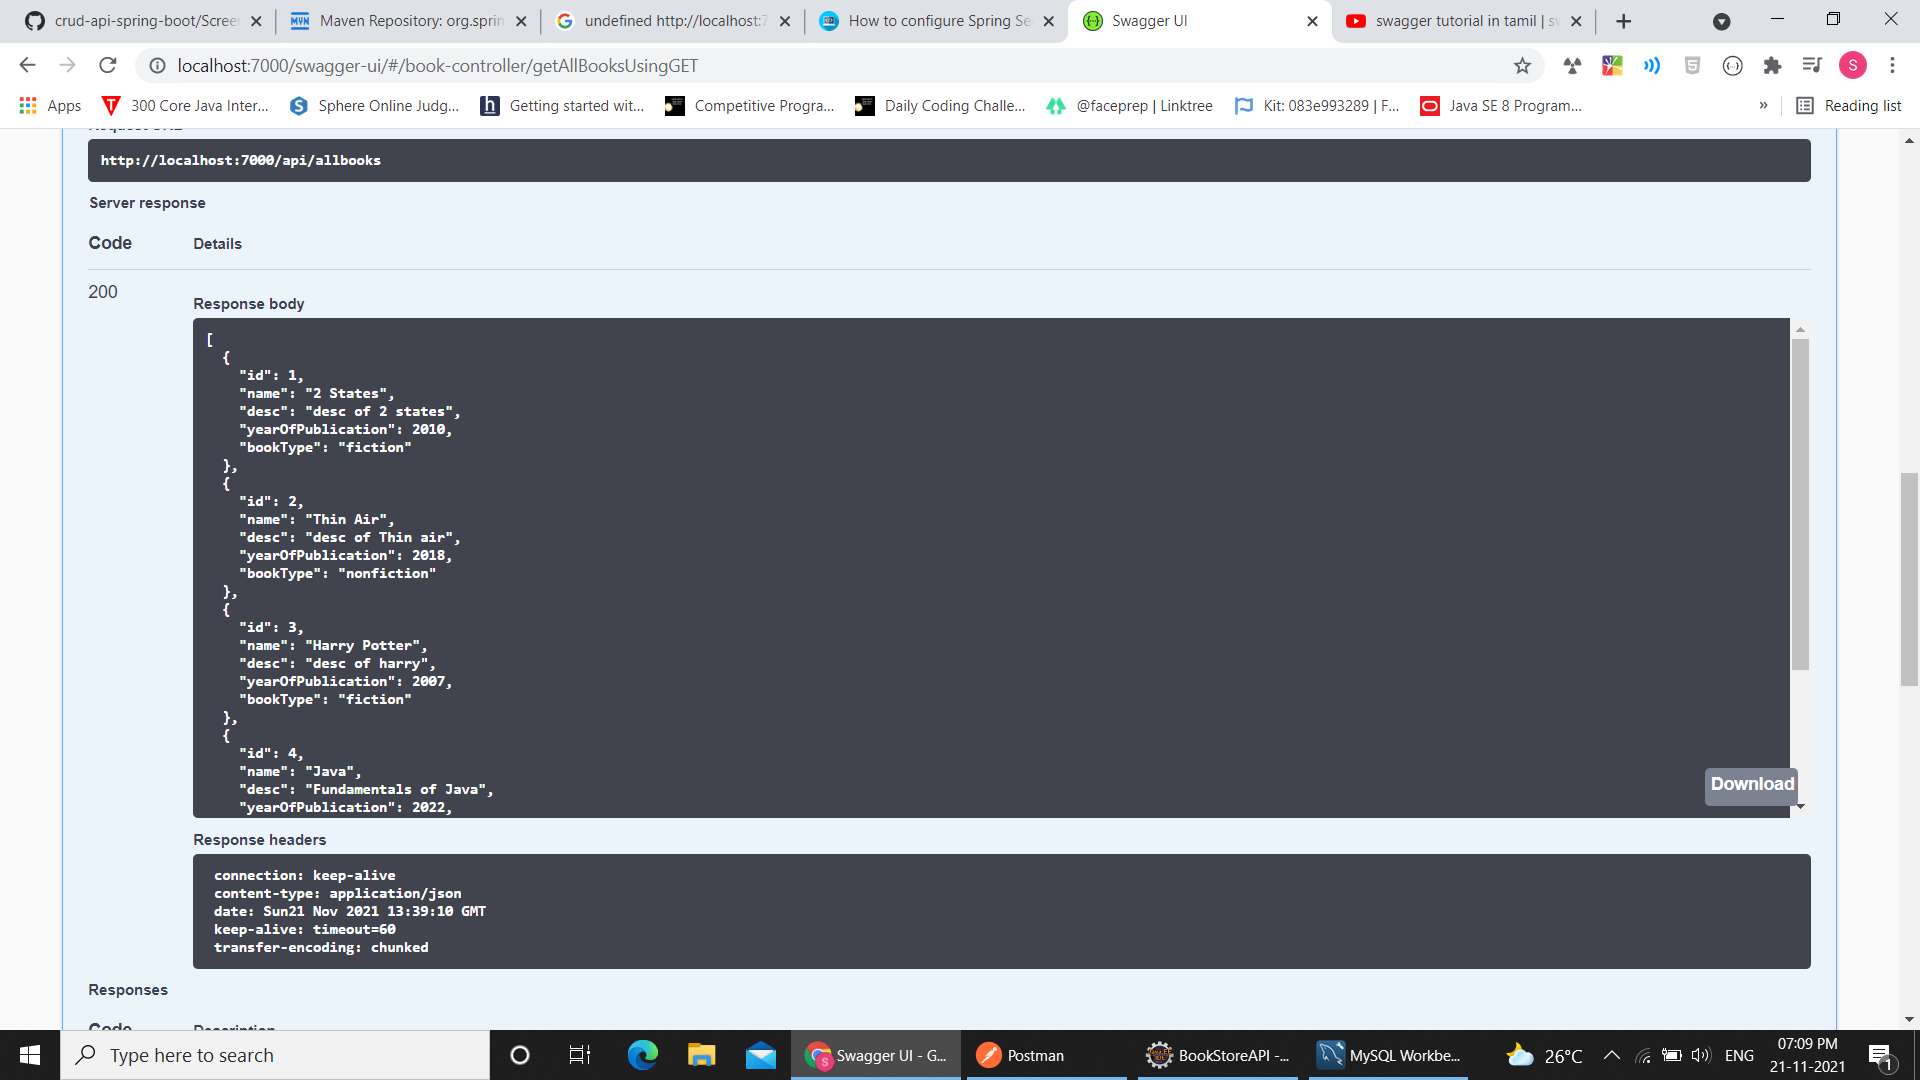 crud-api-spring-boot/Scree
Maven Repository: org.sprin
undefined http://localhost:7
How to configure Spring Se
Swagger UI
swagger tutorial in tamil | sw
localhost:7000/swagger-ui/#/book-controller/getAllBooksUsingGET
S
Apps
300 Core Java Inter...
Sphere Online Judg...
Getting started wit...
Competitive Progra...
Daily Coding Challe...
@faceprep | Linktree
Kit: 083e993289 | F...
Java SE 8 Program...
»
Reading list
Request URL
http://localhost:7000/api/allbooks
Server response
Code
Details
200
Response body
[
{
"id": 1,
"name": "2 States",
"desc": "desc of 2 states",
"yearOfPublication": 2010,
"bookType": "fiction"
},
{
"id": 2,
"name": "Thin Air",
"desc": "desc of Thin air",
"yearOfPublication": 2018,
"bookType": "nonfiction"
},
{
"id": 3,
"name": "Harry Potter",
"desc": "desc of harry",
"yearOfPublication": 2007,
"bookType": "fiction"
},
{
"id": 4,
"name": "Java",
"desc": "Fundamentals of Java",
"yearOfPublication": 2022,
Download
Response headers
connection: keep-alive
content-type: application/json
date: Sun21 Nov 2021 13:39:10 GMT
keep-alive: timeout=60
transfer-encoding: chunked
Responses
Code
Description
Type here to search
Swagger UI - G...
Postman
BookStoreAPI -...
MySQL Workbe...
26°C
ENG
07:09 PM
21-11-2021
1